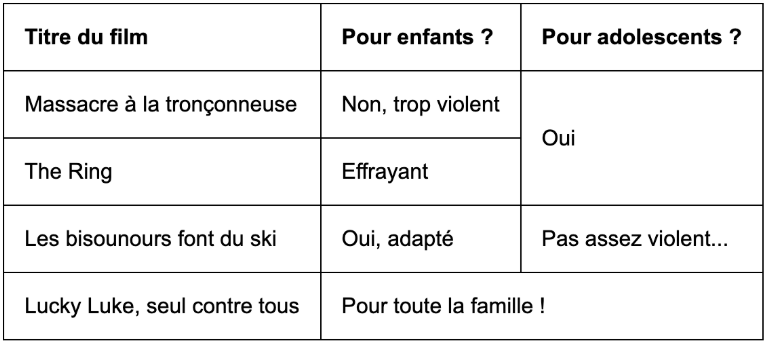 Titre du film
Pour enfants ?
Pour adolescents ?
Massacre à la tronçonneuse
Non, trop violent
Oui
The Ring
Effrayant
Les bisounours font du ski
Oui, adapté
Pas assez violent...
Lucky Luke, seul contre tous
Pour toute la famille !